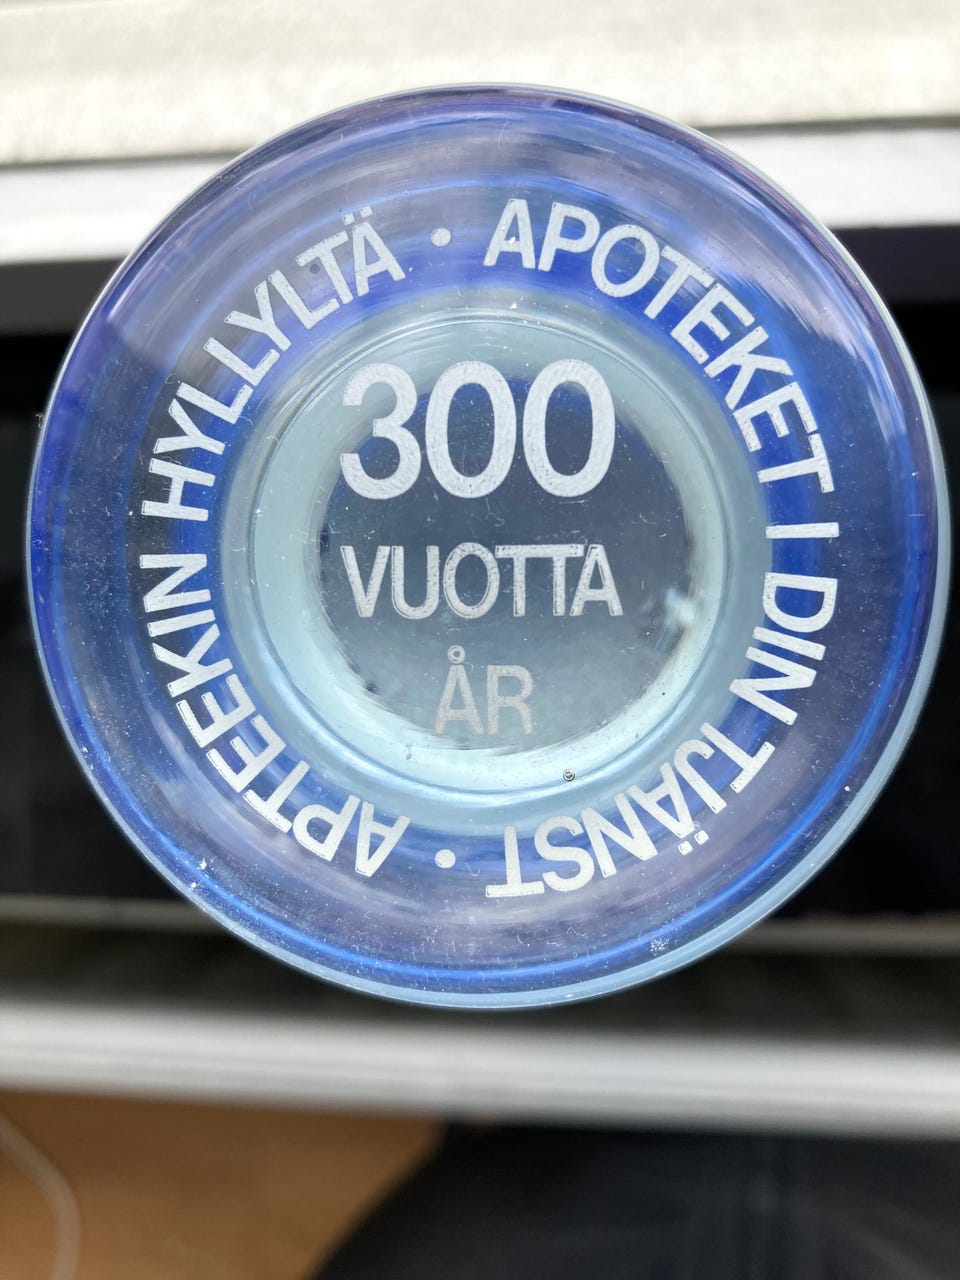 APTEEKIN HYLLYLTÄ • APOTEKET I DIN TJÄNST •
300
VUOTTA
ÅR